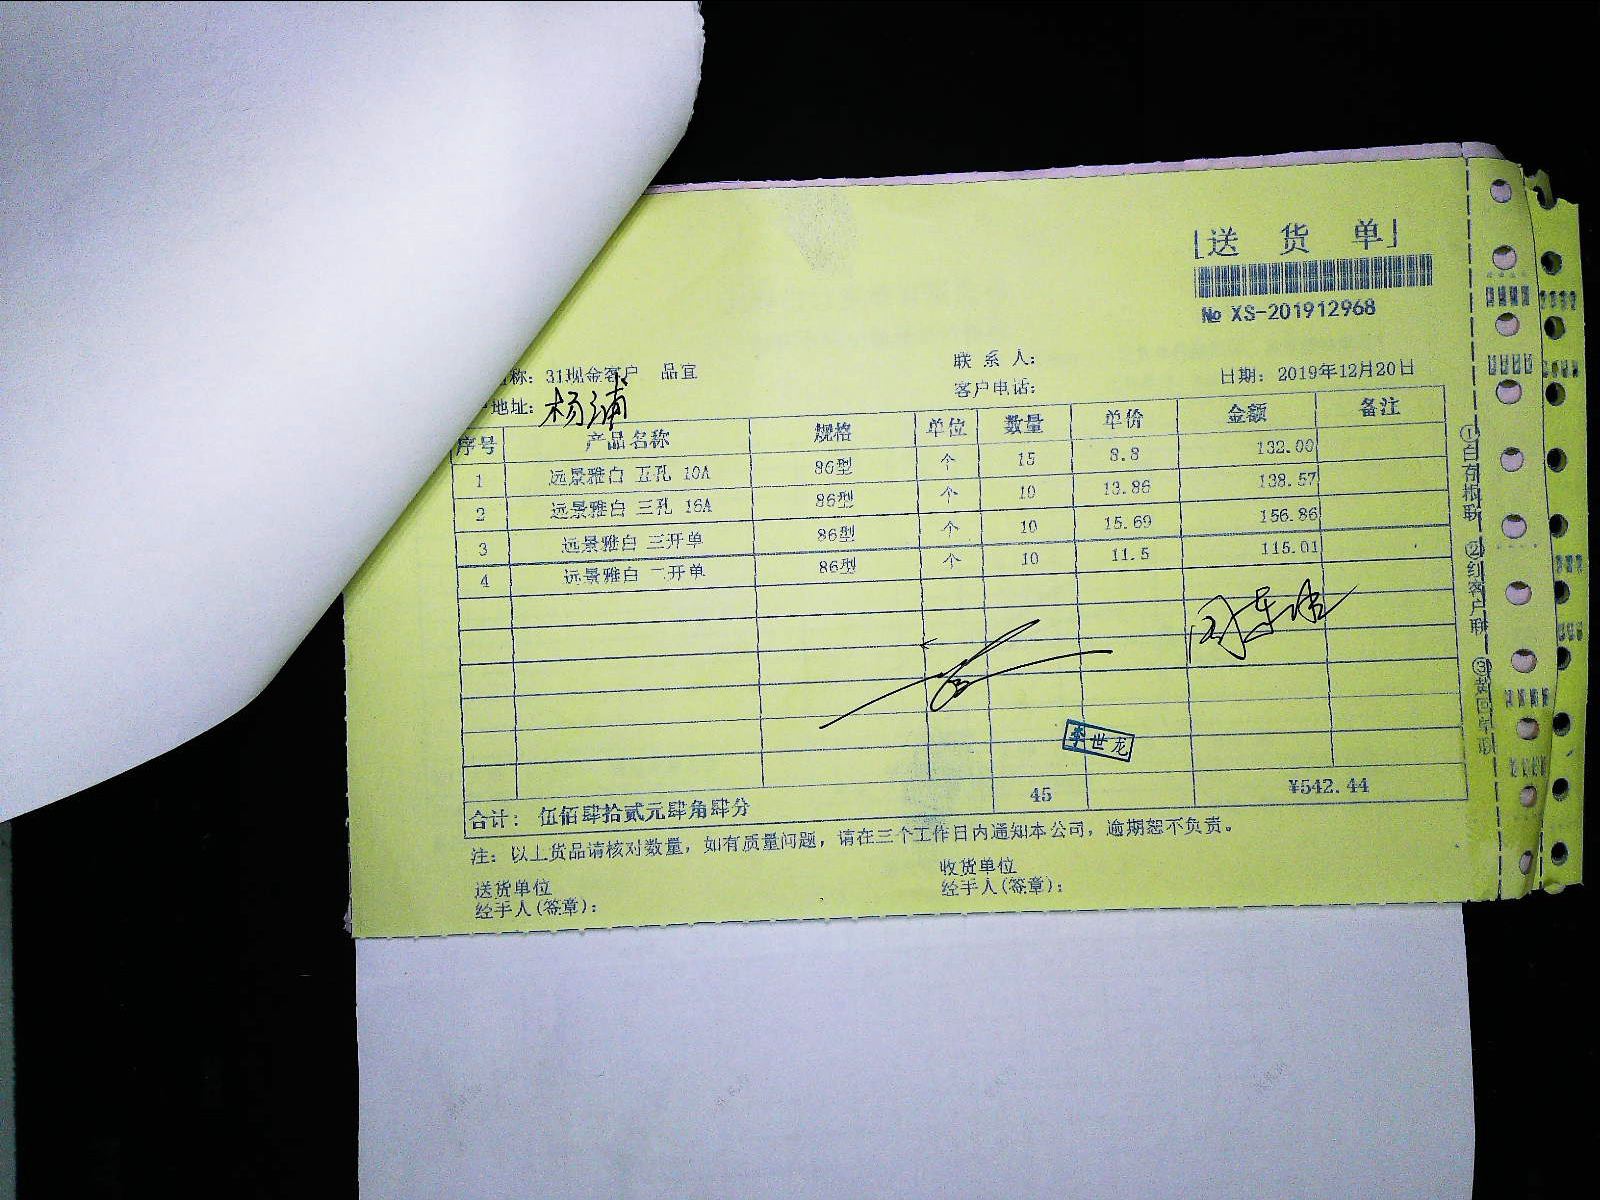 [送 货 单]
№ XS-201912968
称: 31现金客户 品宜
联 系 人:
地址: 杨浦
客户电话:
日期: 2019年12月20日
序号 产品名称 规格 单位 数量 单价 金额 备注
1 远景雅白 五孔 10A 86型 个 15 8.8 132.00
2 远景雅白 三孔 16A 86型 个 10 13.86 138.57
3 远景雅白 三开单 86型 个 10 15.69 156.86
4 远景雅白 二开单 86型 个 10 11.5 115.01
李世龙
合计: 伍佰肆拾贰元肆角肆分 45 ¥542.44
注: 以上货品请核对数量, 如有质量问题, 请在三个工作日内通知本公司, 逾期恕不负责。
送货单位
经手人(签章):
收货单位
经手人(签章):
①白存根联 ②红客户联 ③黄回单联